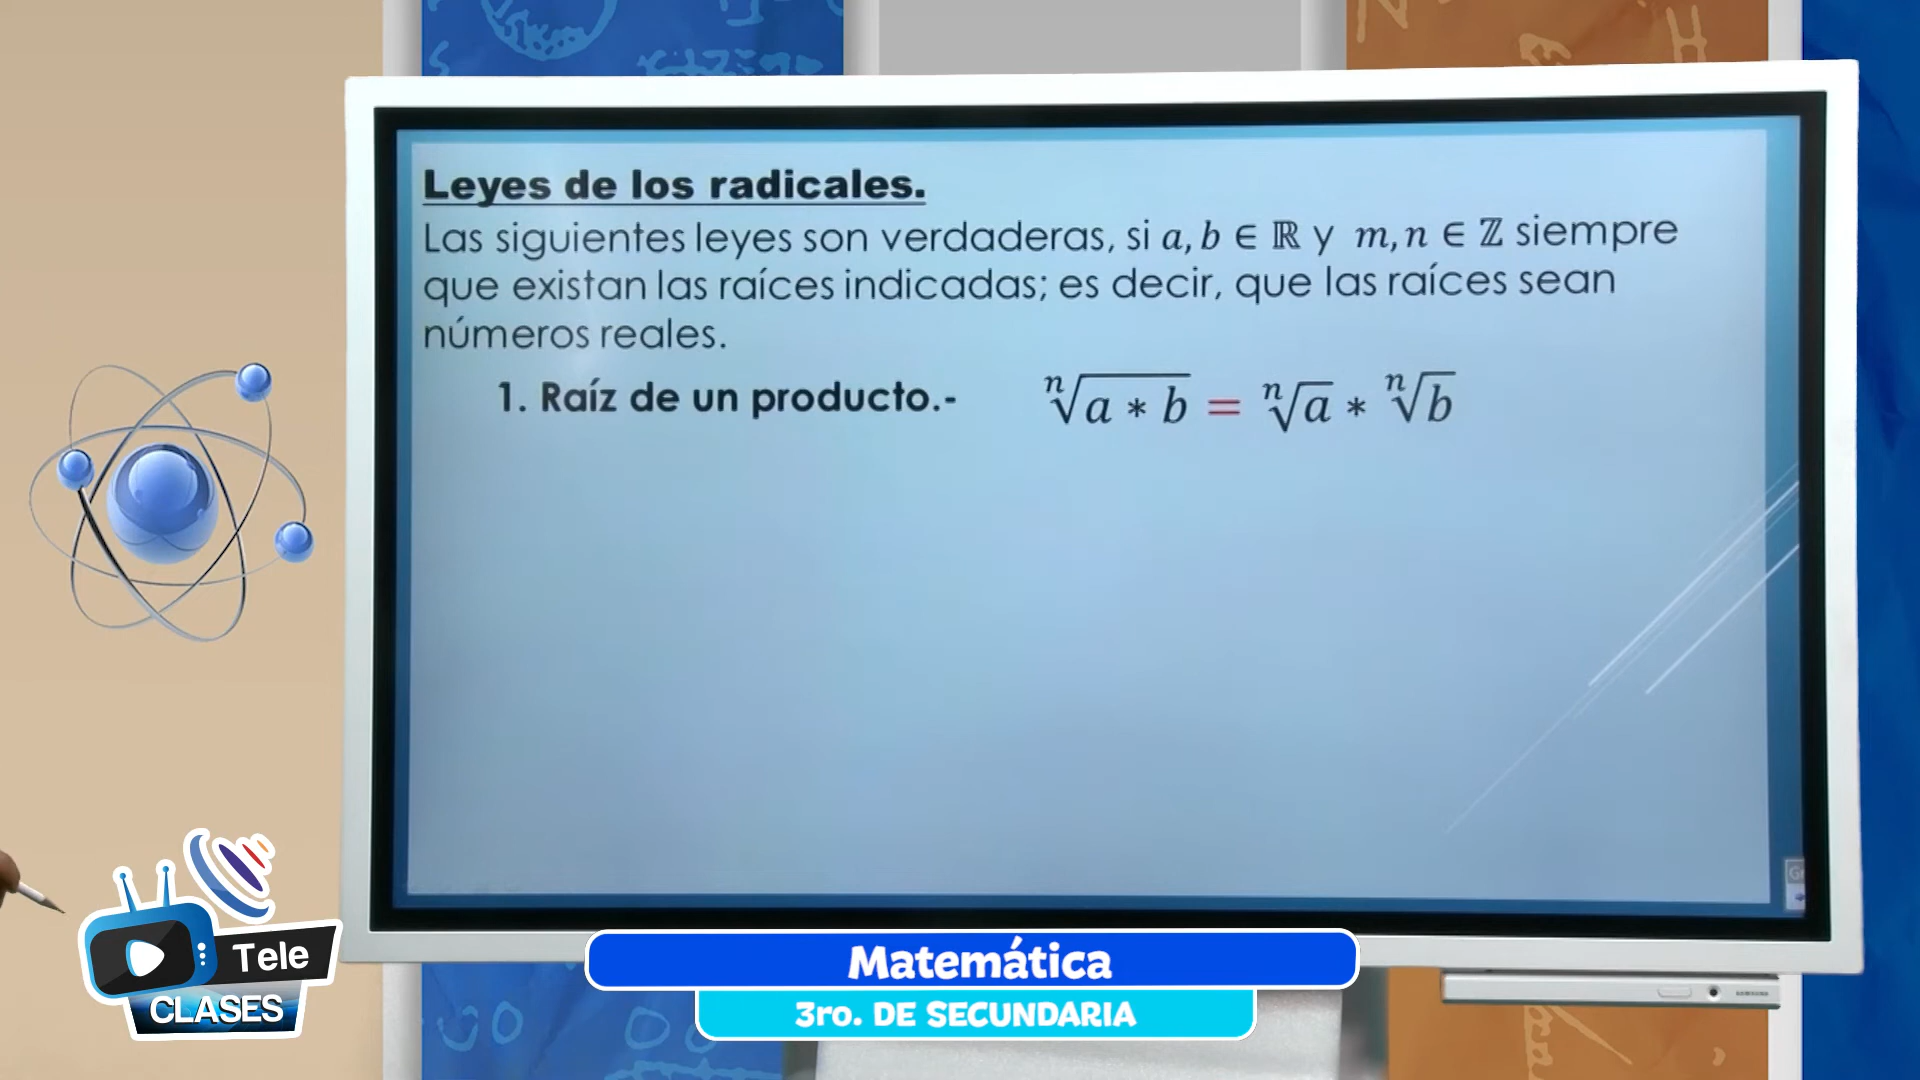 Leyes de los radicales.
Las siguientes leyes son verdaderas, si a, b ∈ ℝ y m, n ∈ ℤ siempre
que existan las raíces indicadas; es decir, que las raíces sean
números reales.
1. Raíz de un producto.- ⁿ√(a * b) = ⁿ√a * ⁿ√b
Tele
CLASES
Matemática
3ro. DE SECUNDARIA
SAMSUNG